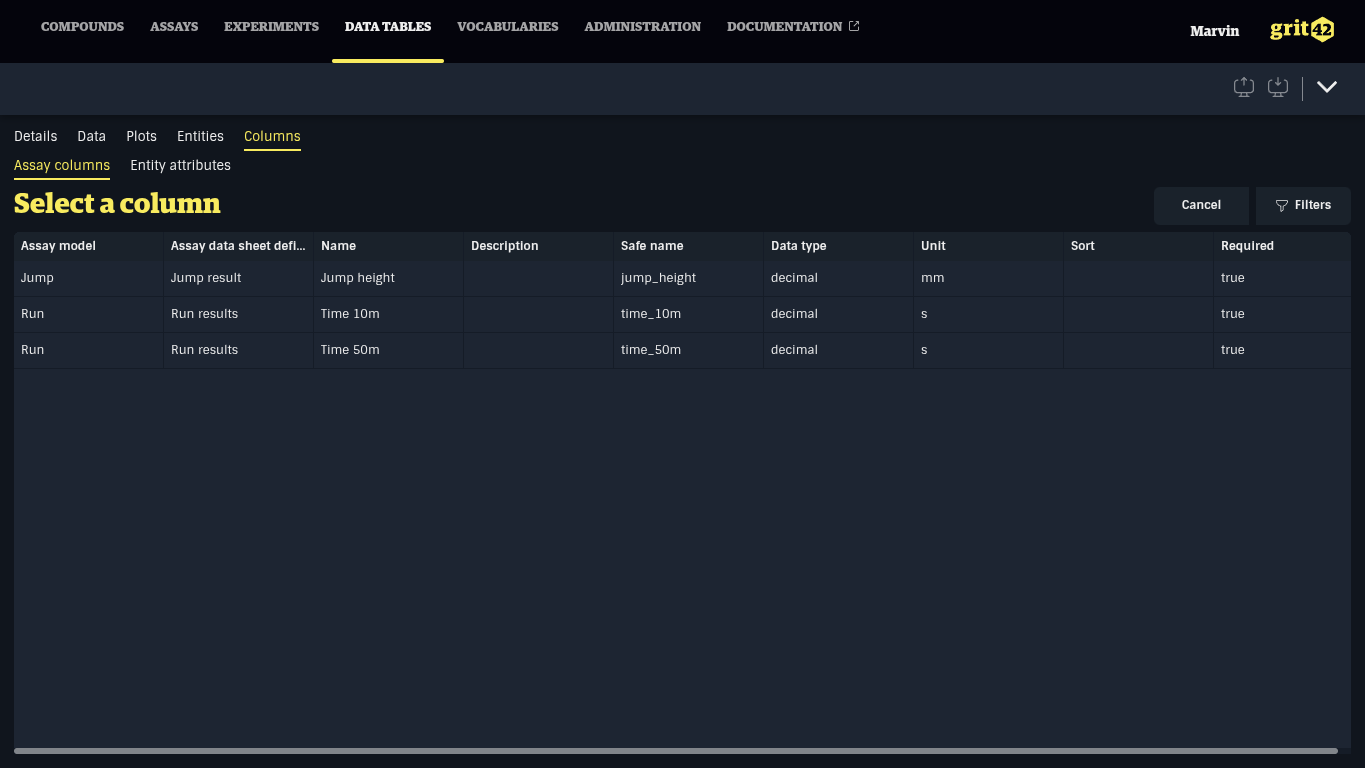 COMPOUNDS ASSAYS EXPERIMENTS DATA TABLES VOCABULARIES ADMINISTRATION DOCUMENTATION Marvin grit42
Details Data Plots Entities Columns
Assay columns Entity attributes
Select a column Cancel Filters
Assay model Assay data sheet defi... Name Description Safe name Data type Unit Sort Required
Jump Jump result Jump height jump_height decimal mm true
Run Run results Time 10m time_10m decimal s true
Run Run results Time 50m time_50m decimal s true